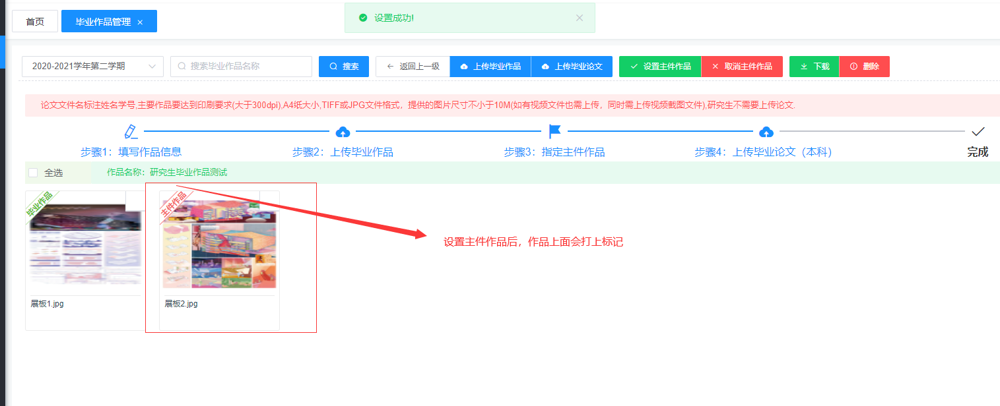 首页
毕业作品管理 ×
设置成功!
2020-2021学年第二学期
搜索毕业作品名称
搜索
返回上一级
上传毕业作品
上传毕业论文
设置主件作品
取消主件作品
下载
删除
论文文件名标注姓名学号,主要作品要达到印刷要求(大于300dpi),A4纸大小,TIFF或JPG文件格式，提供的图片尺寸不小于10M(如有视频文件也需上传，同时需上传视频截图文件),研究生不需要上传论文.
步骤1：填写作品信息
步骤2：上传毕业作品
步骤3：指定主件作品
步骤4：上传毕业论文（本科）
完成
全选
作品名称：研究生毕业作品测试
毕业作品
主件作品
设置主件作品后，作品上面会打上标记
展板1.jpg
展板2.jpg